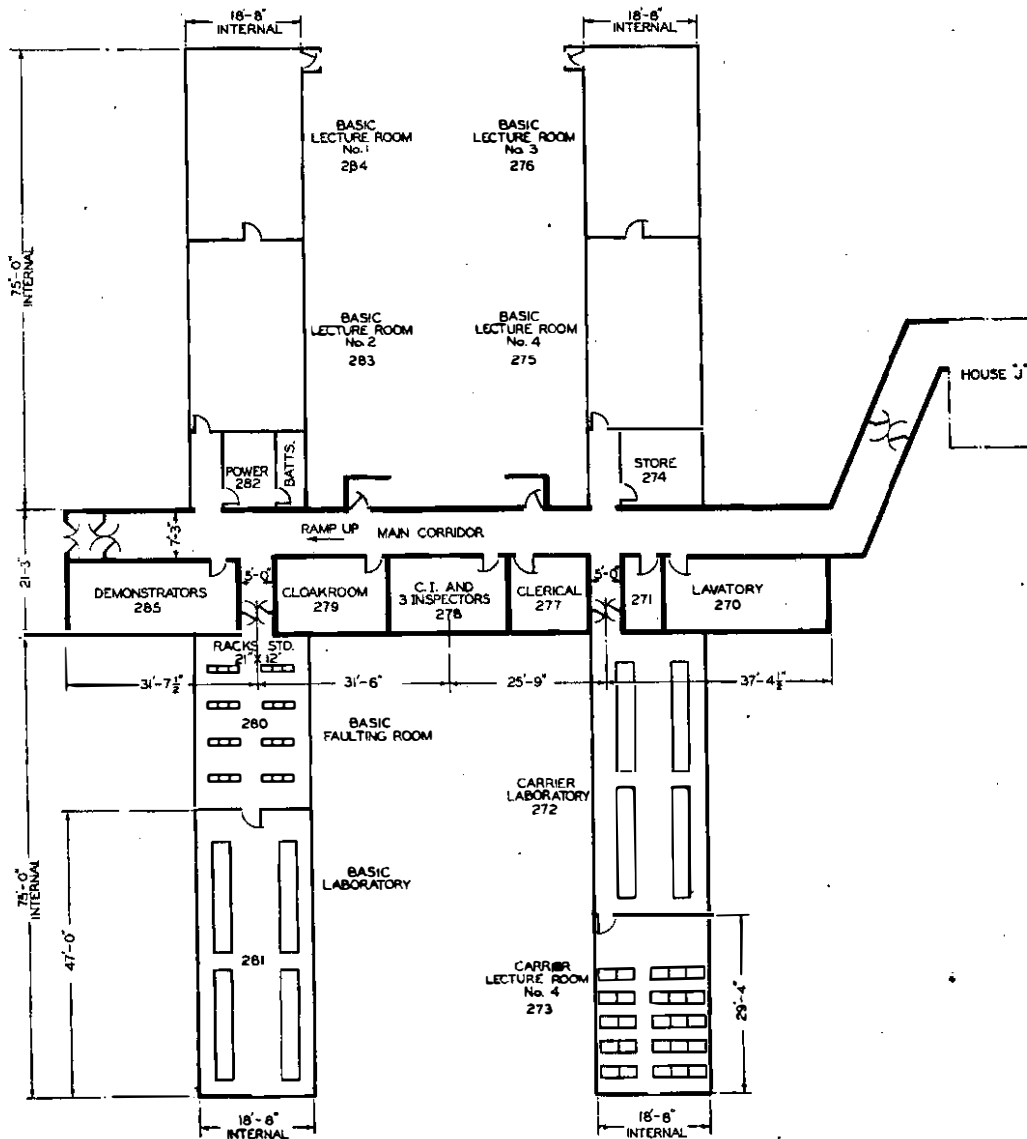 18'-8"
INTERNAL
18'-8"
INTERNAL
BASIC
LECTURE ROOM
No. 1
284
BASIC
LECTURE ROOM
No. 3
276
75'-0"
INTERNAL
BASIC
LECTURE ROOM
No. 2
283
BASIC
LECTURE ROOM
No. 4
275
HOUSE "J"
POWER
282
BATTS.
STORE
274
21'-3"
7'-3"
RAMP UP
MAIN CORRIDOR
DEMONSTRATORS
285
5'-0"
CLOAKROOM
279
C.I. AND
3 INSPECTORS
278
CLERICAL
277
5'-0"
271
LAVATORY
270
RACKS STD.
21" X 12'
31'-7½"
31'-6"
25'-9"
37'-4½"
280
BASIC
FAULTING ROOM
CARRIER
LABORATORY
272
75'-0"
INTERNAL
47'-0"
BASIC
LABORATORY
281
CARRIER
LECTURE ROOM
No. 4
273
29'-4"
18'-8"
INTERNAL
18'-8"
INTERNAL